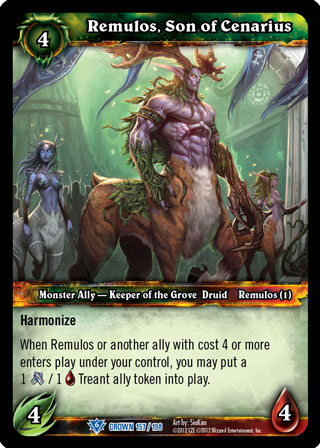 4
Remulos, Son of Cenarius
Monster Ally — Keeper of the Grove Druid Remulos (1)
Harmonize
When Remulos or another ally with cost 4 or more
enters play under your control, you may put a
1 / 1 Treant ally token into play.
4
CROWN 157/198
Art by: SinKim
©2012 CZE ©2012 Blizzard Entertainment, Inc.
4